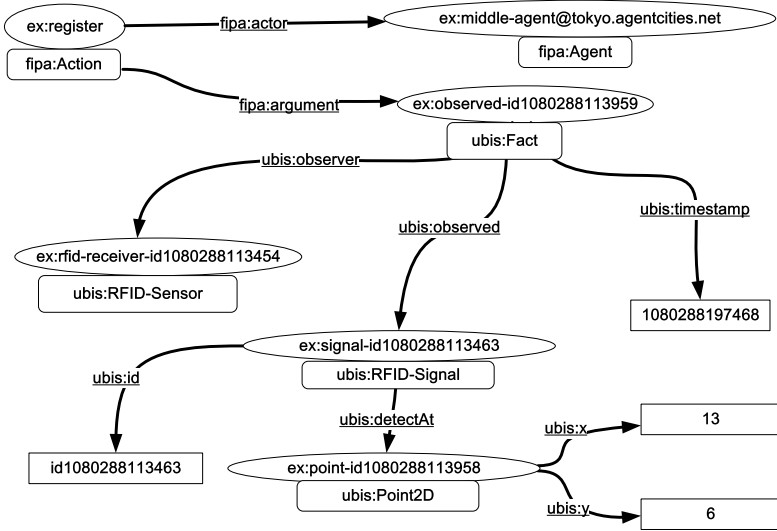 ex:register
fipa:actor
ex:middle-agent@tokyo.agentcities.net
fipa:Action
fipa:Agent
fipa:argument
ex:observed-id1080288113959
ubis:Fact
ubis:observer
ubis:timestamp
ubis:observed
ex:rfid-receiver-id1080288113454
ubis:RFID-Sensor
1080288197468
ex:signal-id1080288113463
ubis:RFID-Signal
ubis:id
ubis:detectAt
ubis:x
13
id1080288113463
ex:point-id1080288113958
ubis:Point2D
ubis:y
6